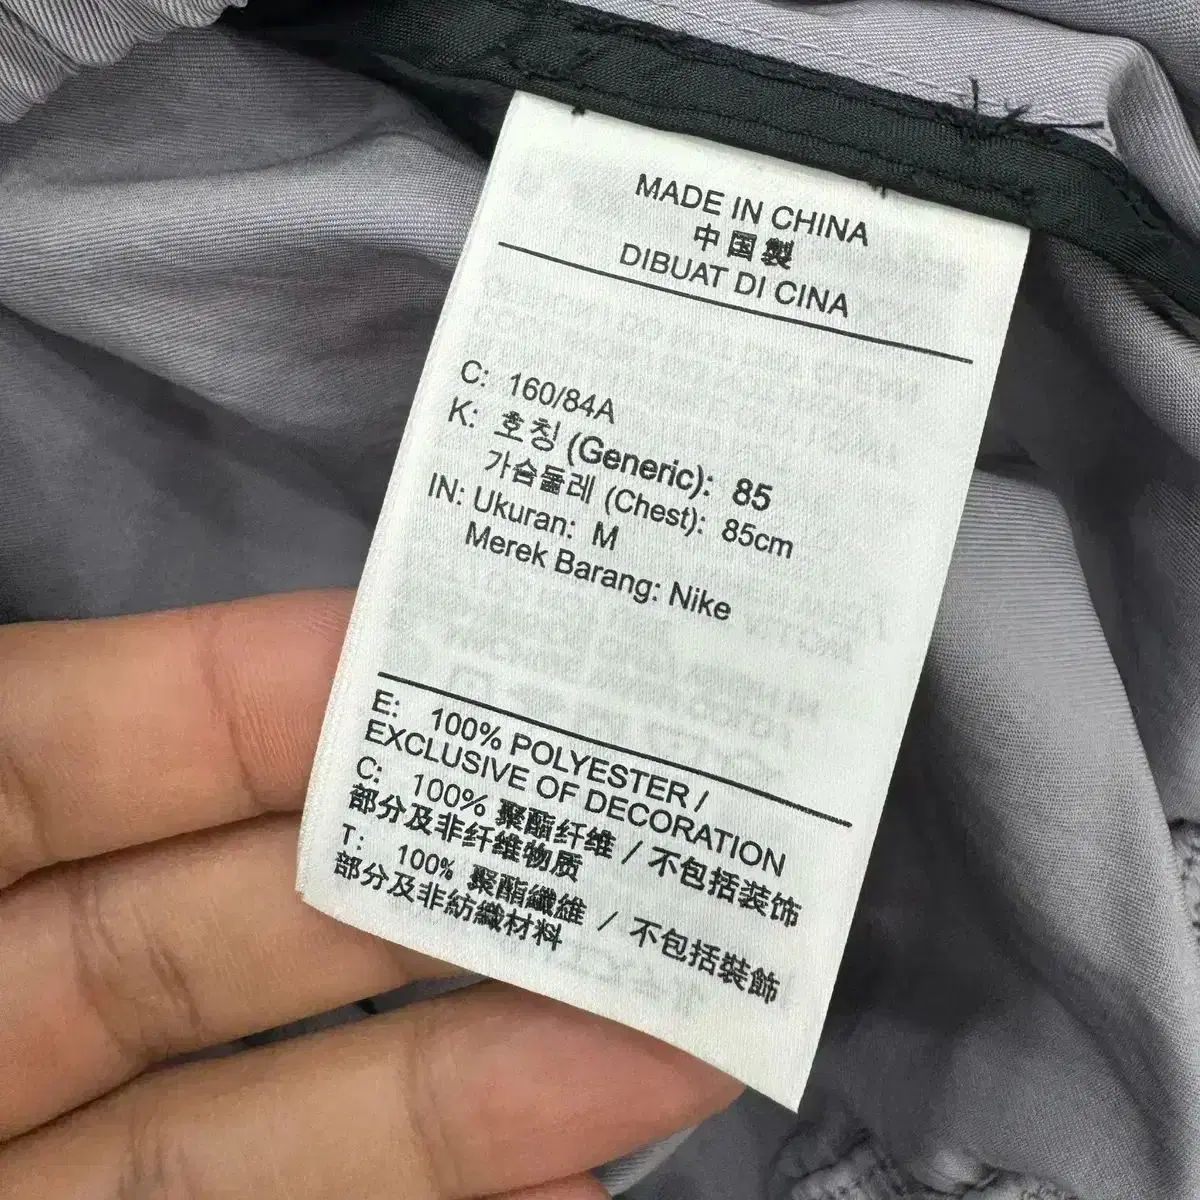 MADE IN CHINA
中国製
DIBUAT DI CINA
C: 160/84A
K: 호칭 (Generic): 85
가슴둘레 (Chest): 85cm
IN: Ukuran: M
Merek Barang: Nike
E: 100% POLYESTER /
EXCLUSIVE OF DECORATION
C: 100% 聚酯纤维 / 不包括装饰
部分及非纤维物质
T: 100% 聚酯纖維 / 不包括裝飾
部分及非紡織材料